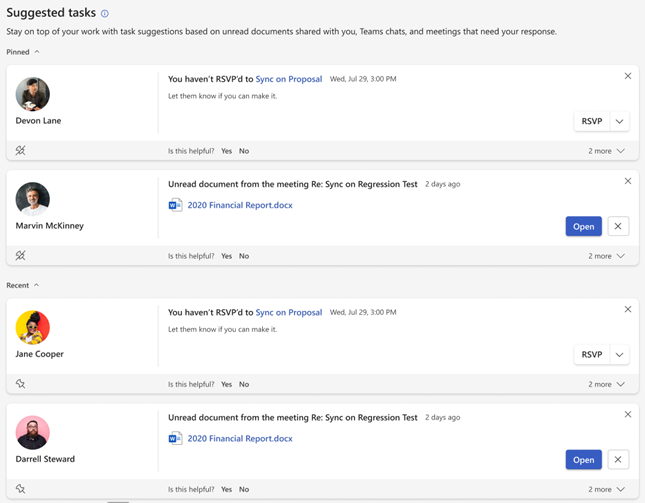 Suggested tasks
Stay on top of your work with task suggestions based on unread documents shared with you, Teams chats, and meetings that need your response.
Pinned
You haven't RSVP'd to Sync on Proposal Wed, Jul 29, 3:00 PM
Let them know if you can make it.
Devon Lane
RSVP
Is this helpful? Yes No
2 more
Unread document from the meeting Re: Sync on Regression Test 2 days ago
W 2020 Financial Report.docx
Marvin McKinney
Open
Is this helpful? Yes No
2 more
Recent
You haven't RSVP'd to Sync on Proposal Wed, Jul 29, 3:00 PM
Let them know if you can make it.
Jane Cooper
RSVP
Is this helpful? Yes No
2 more
Unread document from the meeting Re: Sync on Regression Test 2 days ago
W 2020 Financial Report.docx
Darrell Steward
Open
Is this helpful? Yes No
2 more